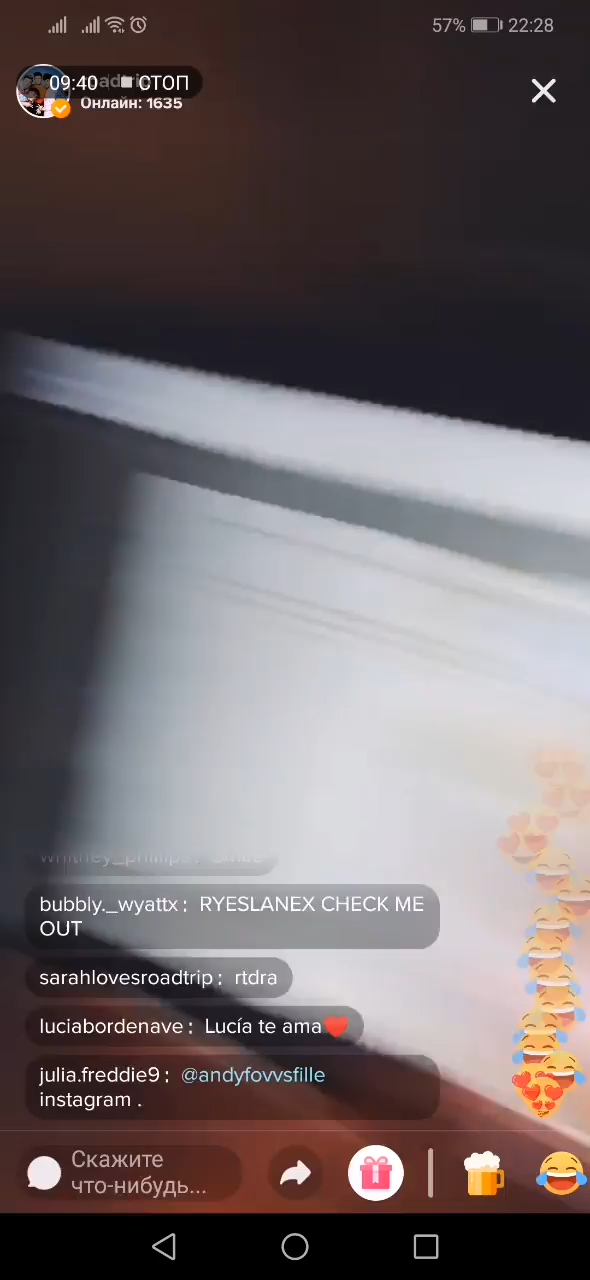 57% 22:28
09:40 СТОП
Онлайн: 1635
bubbly._wyattx : RYESLANEX CHECK ME
OUT
sarahlovesroadtrip : rtdra
luciabordenave : Lucía te ama❤️
julia.freddie9 : @andyfovvsfille
instagram .
Скажите
что-нибудь...